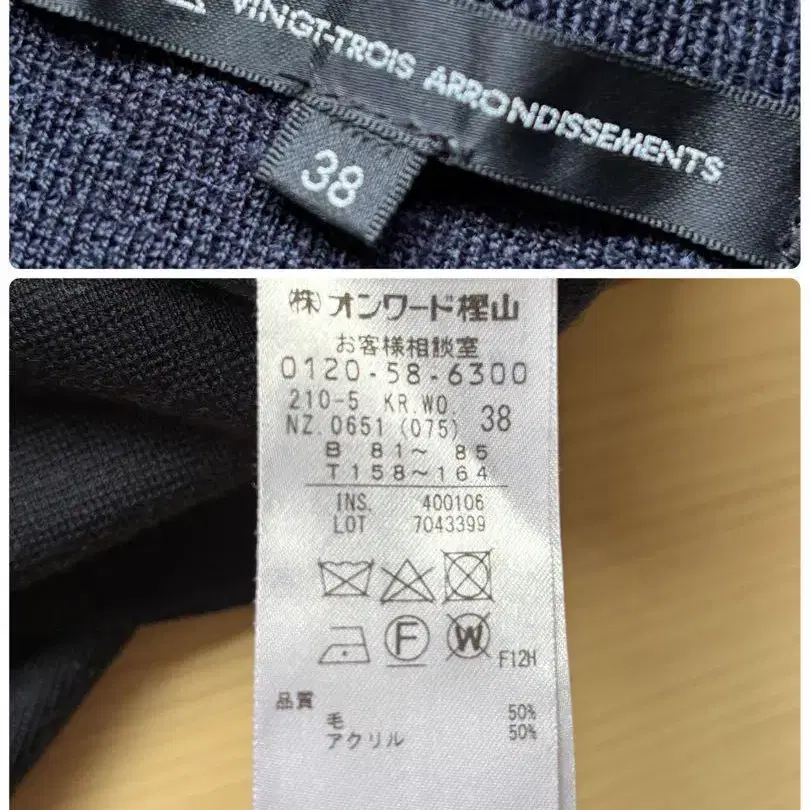 VINGT-TROIS ARRONDISSEMENTS
38
㈱ オンワード樫山
お客様相談室
0120-58-6300
210-5 KR.WO. 38
NZ.0651 (075)
B 81～ 85
T 158～164
INS. 400106
LOT 7043399
F
W
F12H
品質
毛 50%
アクリル 50%